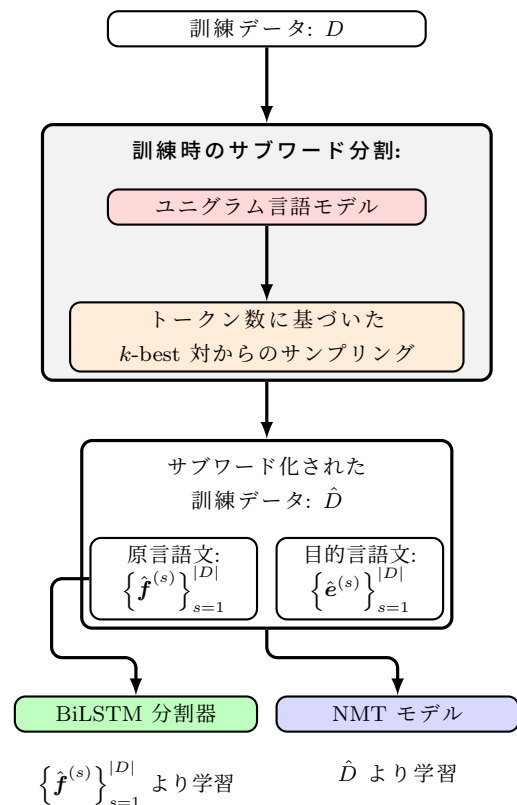 訓練データ: D
訓練時のサブワード分割:
ユニグラム言語モデル
トークン数に基づいた
k-best 対からのサンプリング
サブワード化された
訓練データ: D̂
原言語文:
{f̂^(s)}_{s=1}^{|D|}
目的言語文:
{ê^(s)}_{s=1}^{|D|}
BiLSTM 分割器
NMT モデル
{f̂^(s)}_{s=1}^{|D|} より学習
D̂ より学習